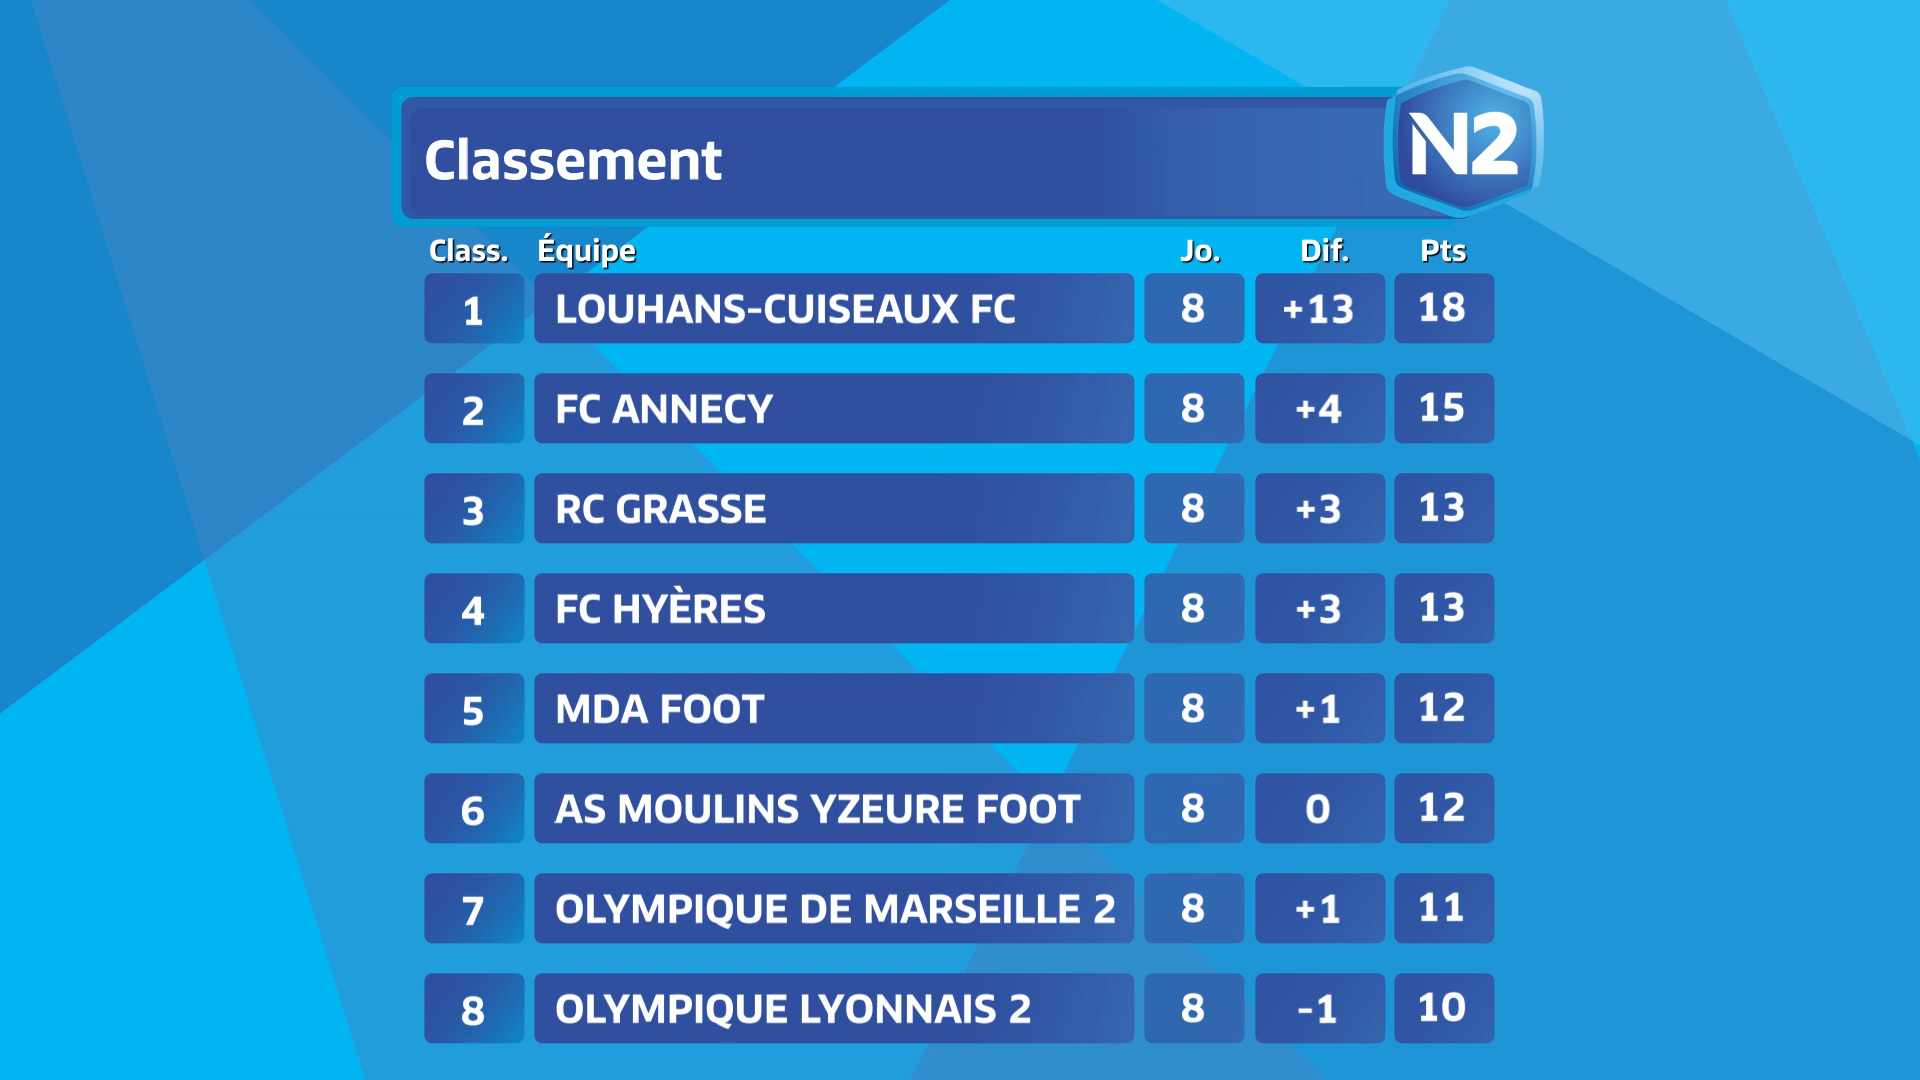 Classement
N2
Class. Équipe Jo. Dif. Pts
1 LOUHANS-CUISEAUX FC 8 +13 18
2 FC ANNECY 8 +4 15
3 RC GRASSE 8 +3 13
4 FC HYÈRES 8 +3 13
5 MDA FOOT 8 +1 12
6 AS MOULINS YZEURE FOOT 8 0 12
7 OLYMPIQUE DE MARSEILLE 2 8 +1 11
8 OLYMPIQUE LYONNAIS 2 8 -1 10